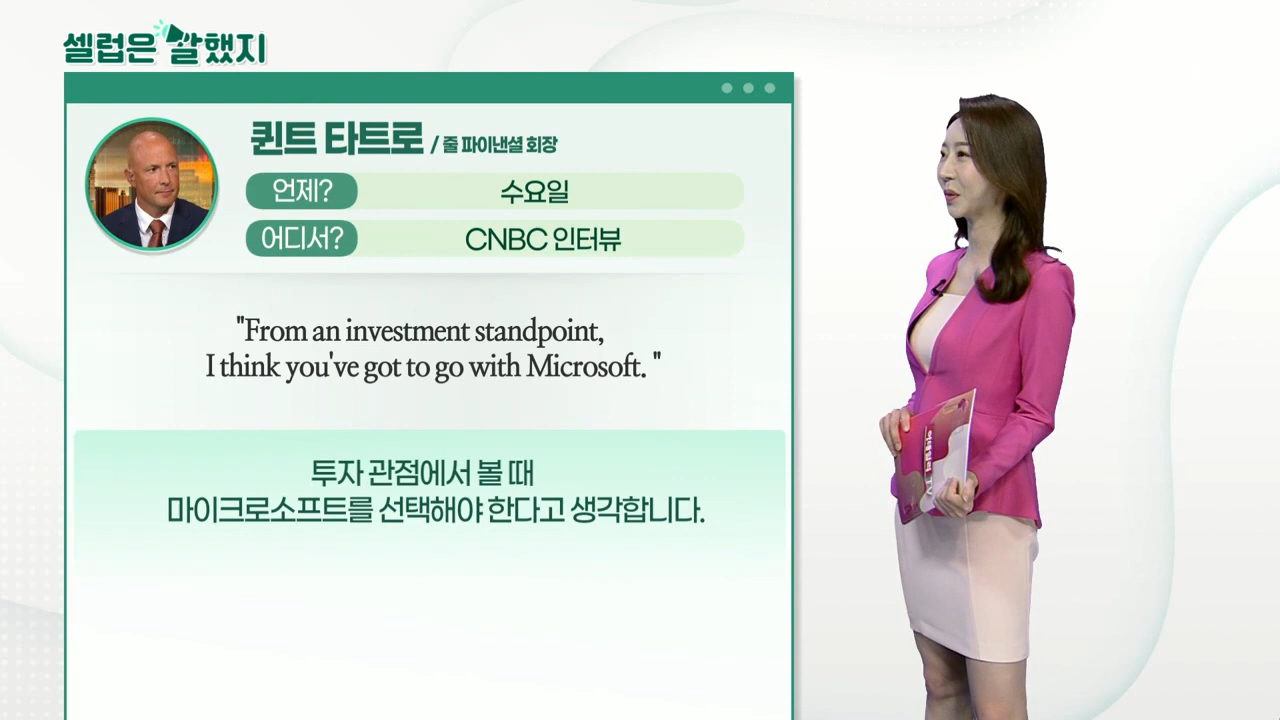 셀럽은 말했지
퀸트 타트로 / 줄 파이낸셜 회장
언제? 수요일
어디서? CNBC 인터뷰
"From an investment standpoint,
I think you've got to go with Microsoft. "
투자 관점에서 볼 때
마이크로소프트를 선택해야 한다고 생각합니다.